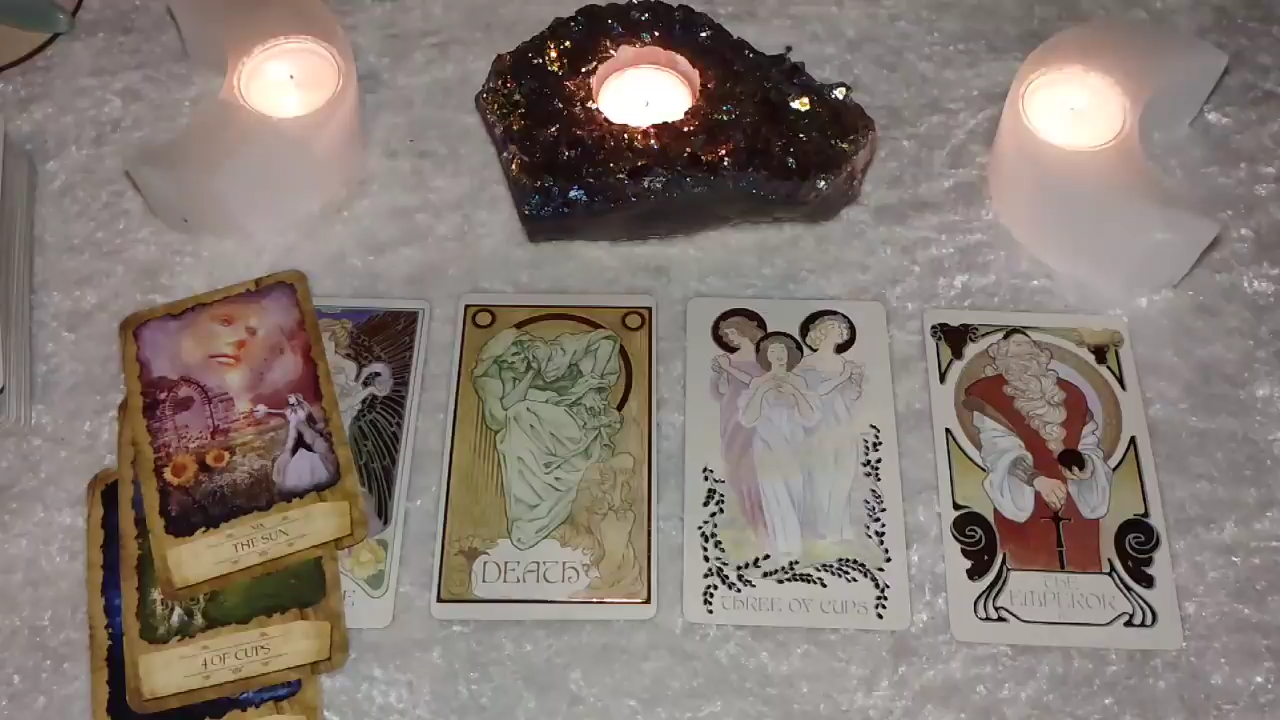 XIX
THE SUN
4 OF CUPS
E
DEATH
THREE OF CUPS
THE
EMPEROR